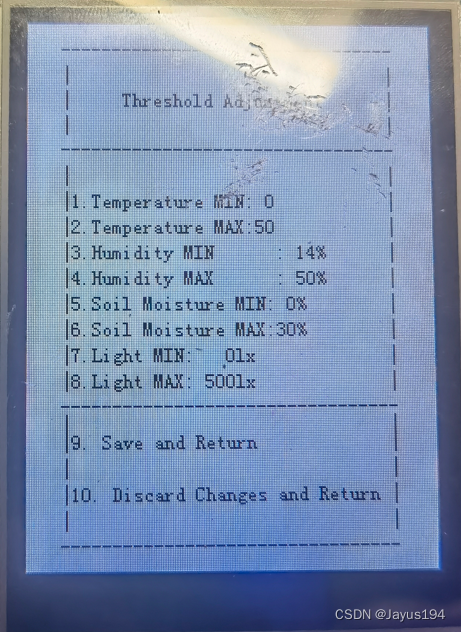 Threshold
1.Temperature MIN: 0
2.Temperature MAX:50
3.Humidity MIN : 14%
4.Humidity MAX : 50%
5.Soil Moisture MIN: 0%
6.Soil Moisture MAX:30%
7.Light MIN: 0lx
8.Light MAX: 500lx
9. Save and Return
10. Discard Changes and Return
CSDN @Jayus194